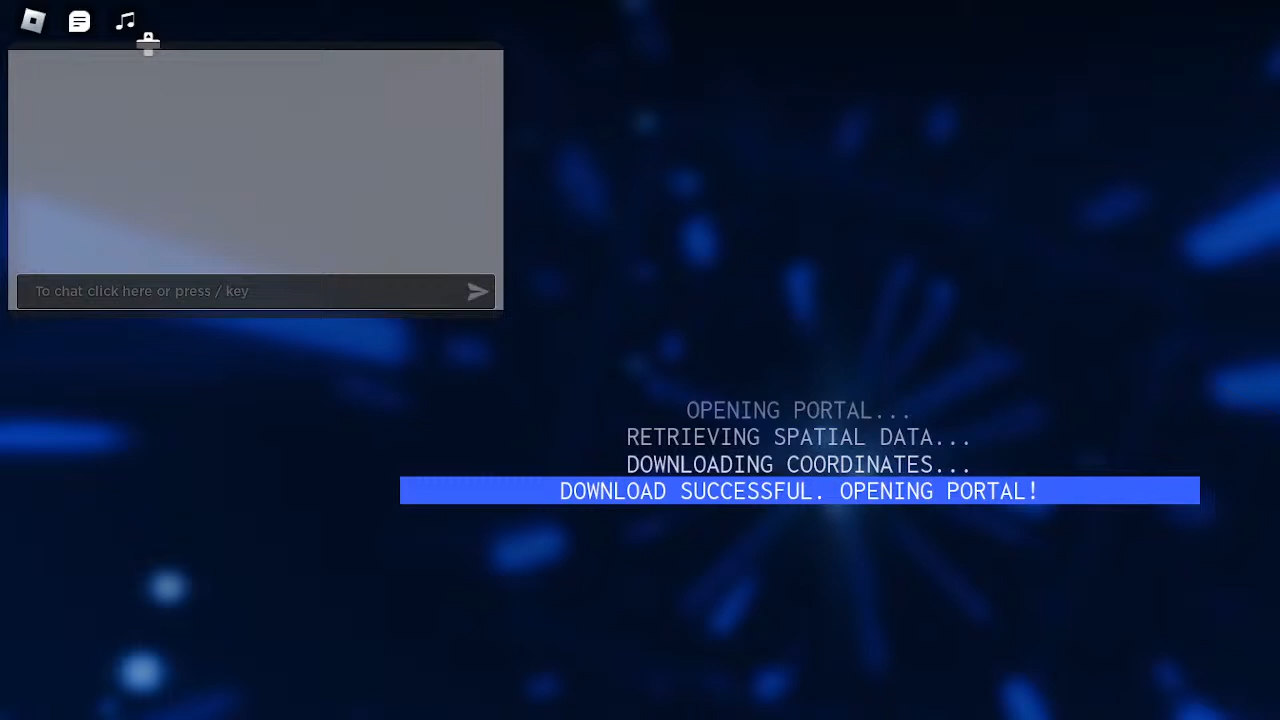 To chat click here or press / key
OPENING PORTAL...
RETRIEVING SPATIAL DATA...
DOWNLOADING COORDINATES...
DOWNLOAD SUCCESSFUL. OPENING PORTAL!